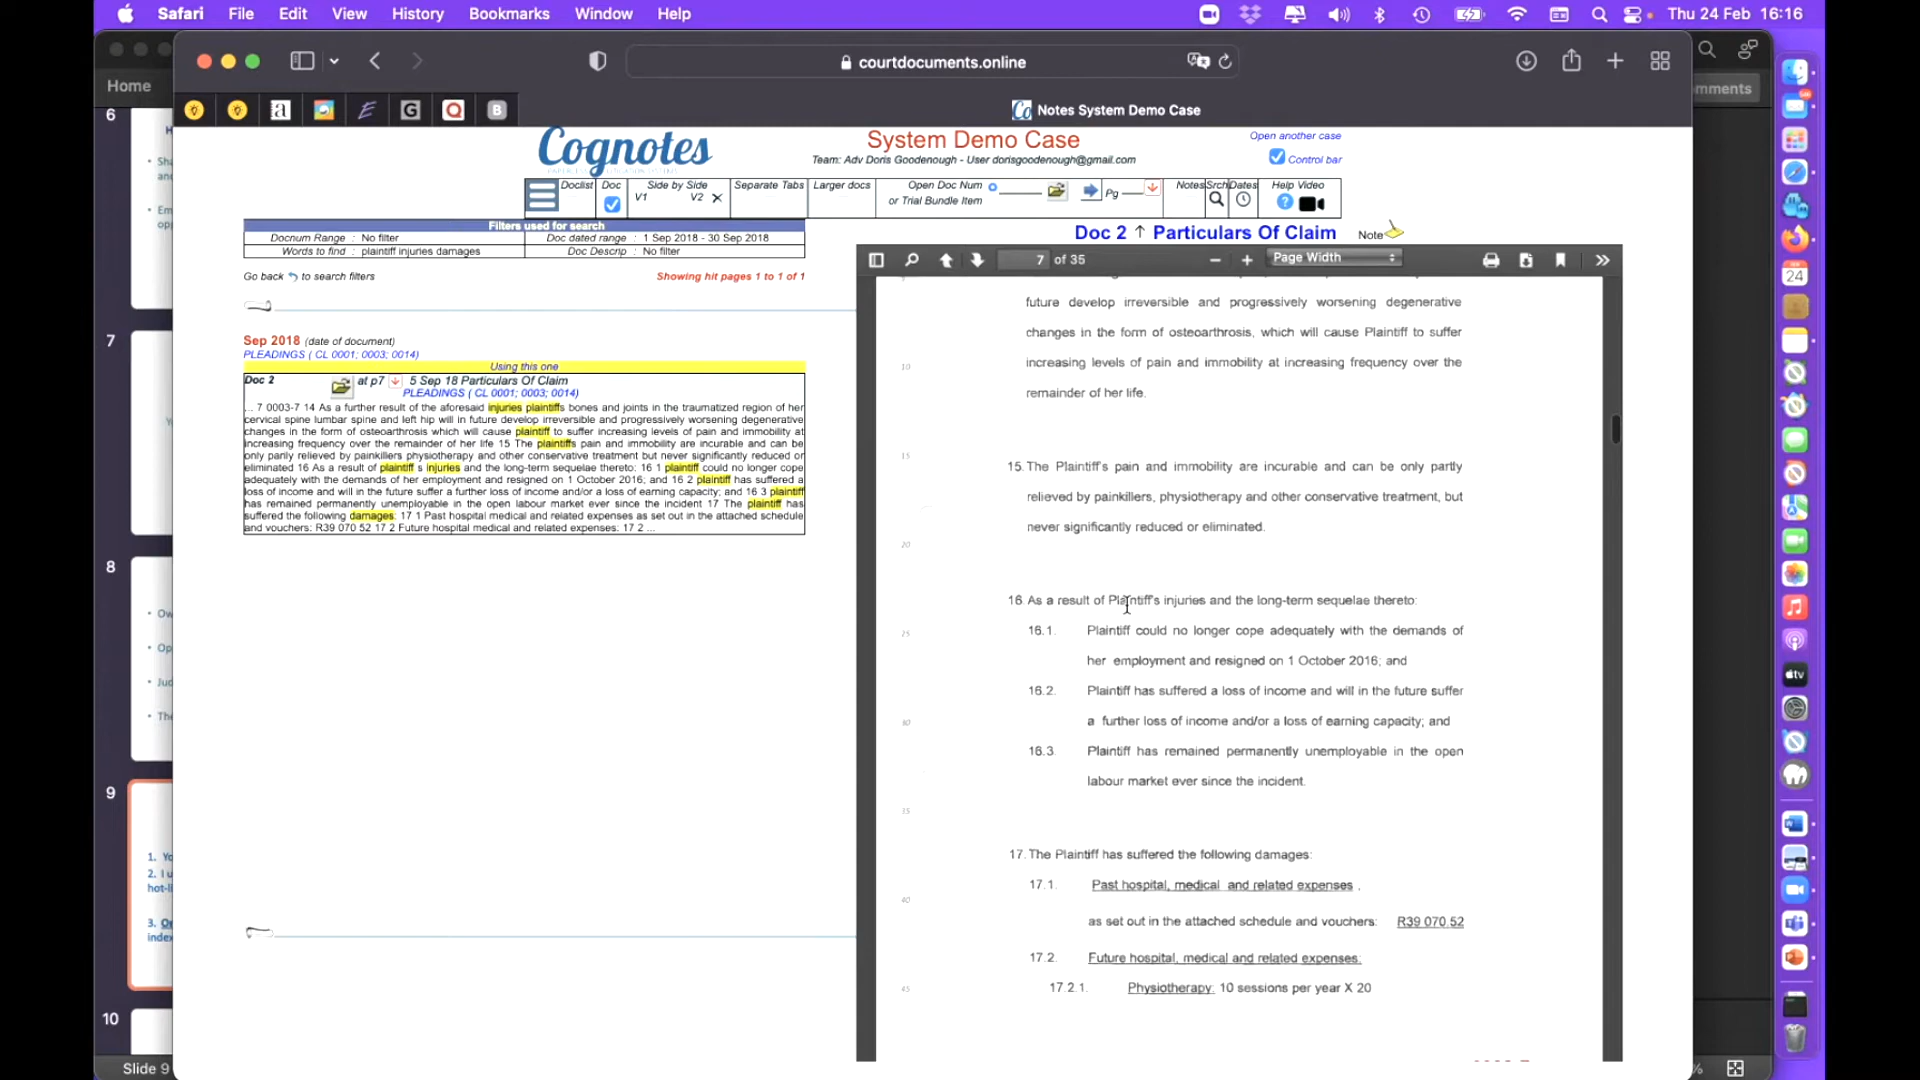 Safari File Edit View History Bookmarks Window Help
Thu 24 Feb 16:16
Home
courtdocuments.online
mments
Notes System Demo Case
Cognotes
System Demo Case
Team: Adv Doris Goodenough - User dorisgoodenough@gmail.com
Open another case
Control bar
Doclist
Doc
Side by Side
V1 V2
Separate Tabs
Larger docs
Open Doc Num
or Trial Bundle Item
Pg
Notes
Srch
Dates
Help Video
Filters used for search
Docnum Range : No filter
Doc dated range : 1 Sep 2018 - 30 Sep 2018
Words to find : plaintiff injuries damages
Doc Descrip : No filter
Go back to search filters
Showing hit pages 1 to 1 of 1
Sep 2018 (date of document)
PLEADINGS ( CL 0001; 0003; 0014)
Using this one
Doc 2 at p7 5 Sep 18 Particulars Of Claim
PLEADINGS ( CL 0001; 0003; 0014)
... 7 0003-7 14 As a further result of the aforesaid injuries plaintiffs bones and joints in the traumatized region of her
cervical spine lumbar spine and left hip will in future develop irreversible and progressively worsening degenerative
changes in the form of osteoarthrosis which will cause plaintiff to suffer increasing levels of pain and immobility at
increasing frequency over the remainder of her life 15 The plaintiffs pain and immobility are incurable and can be
only partly relieved by painkillers physiotherapy and other conservative treatment but never significantly reduced or
eliminated 16 As a result of plaintiff s injuries and the long-term sequelae thereto: 16 1 plaintiff could no longer cope
adequately with the demands of her employment and resigned on 1 October 2016; and 16 2 plaintiff has suffered a
loss of income and will in the future suffer a further loss of income and/or a loss of earning capacity; and 16 3 plaintiff
has remained permanently unemployable in the open labour market ever since the incident 17 The plaintiff has
suffered the following damages: 17 1 Past hospital medical and related expenses as set out in the attached schedule
and vouchers: R39 070 52 17 2 Future hospital medical and related expenses: 17 2 ...
Doc 2 ↑ Particulars Of Claim
Note
7 of 35
Page Width
future develop irreversible and progressively worsening degenerative
changes in the form of osteoarthrosis, which will cause Plaintiff to suffer
10
increasing levels of pain and immobility at increasing frequency over the
remainder of her life.
15
15. The Plaintiff's pain and immobility are incurable and can be only partly
relieved by painkillers, physiotherapy and other conservative treatment, but
never significantly reduced or eliminated.
20
16. As a result of Plaintiff's injuries and the long-term sequelae thereto:
25
16.1. Plaintiff could no longer cope adequately with the demands of
her employment and resigned on 1 October 2016; and
16.2. Plaintiff has suffered a loss of income and will in the future suffer
30
a further loss of income and/or a loss of earning capacity; and
16.3. Plaintiff has remained permanently unemployable in the open
labour market ever since the incident.
35
17. The Plaintiff has suffered the following damages:
17.1. Past hospital, medical and related expenses
40
as set out in the attached schedule and vouchers: R39 070,52
17.2. Future hospital, medical and related expenses:
45
17.2.1. Physiotherapy: 10 sessions per year X 20
6
7
8
9
10
Slide 9